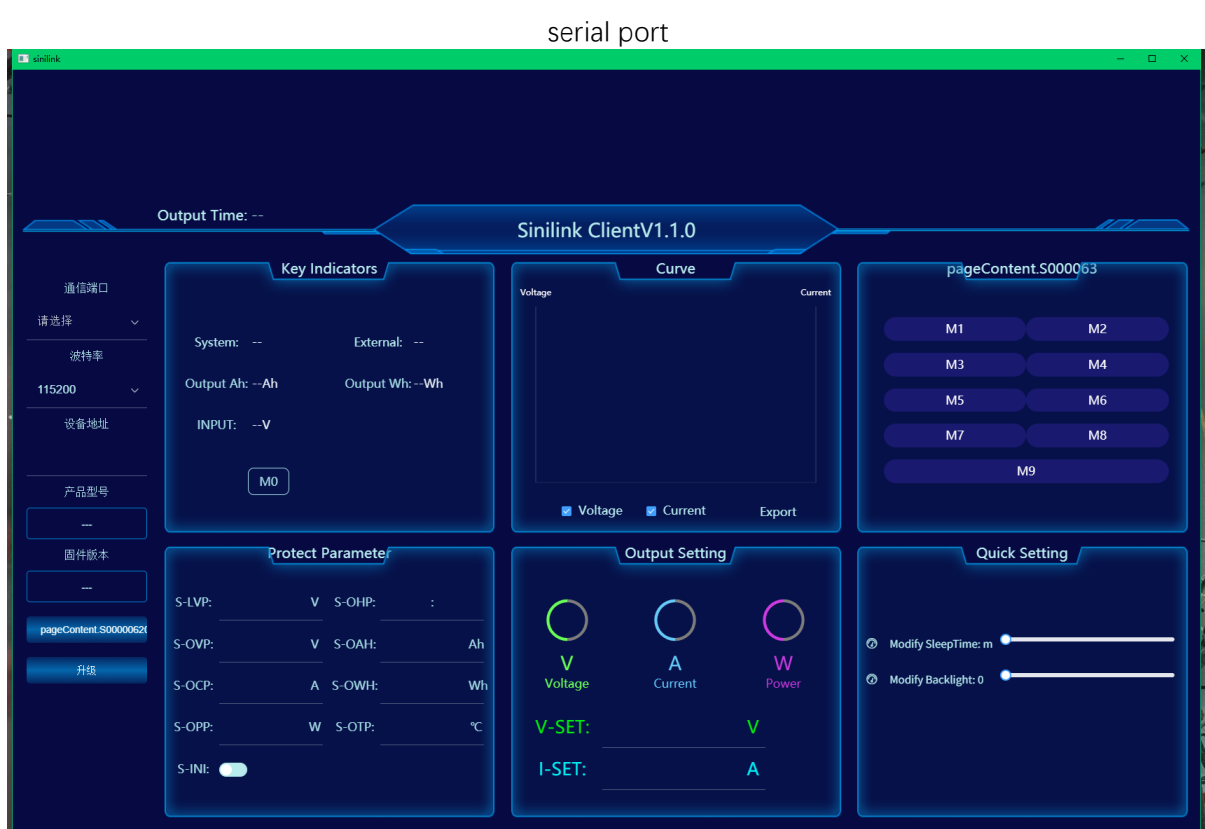 serial port
sinilink
Output Time: --
Sinilink ClientV1.1.0
通信端口
请选择
波特率
115200
设备地址
产品型号
---
固件版本
---
pageContent.S0000062
升级
Key Indicators
System: --
External: --
Output Ah: --Ah
Output Wh: --Wh
INPUT: --V
M0
Curve
Voltage
Current
Voltage
Current
Export
pageContent.S000063
M1
M2
M3
M4
M5
M6
M7
M8
M9
Protect Parameter
S-LVP: V
S-OHP: :
S-OVP: V
S-OAH: Ah
S-OCP: A
S-OWH: Wh
S-OPP: W
S-OTP: ℃
S-INI:
Output Setting
V
Voltage
A
Current
W
Power
V-SET: V
I-SET: A
Quick Setting
Modify SleepTime: m
Modify Backlight: 0